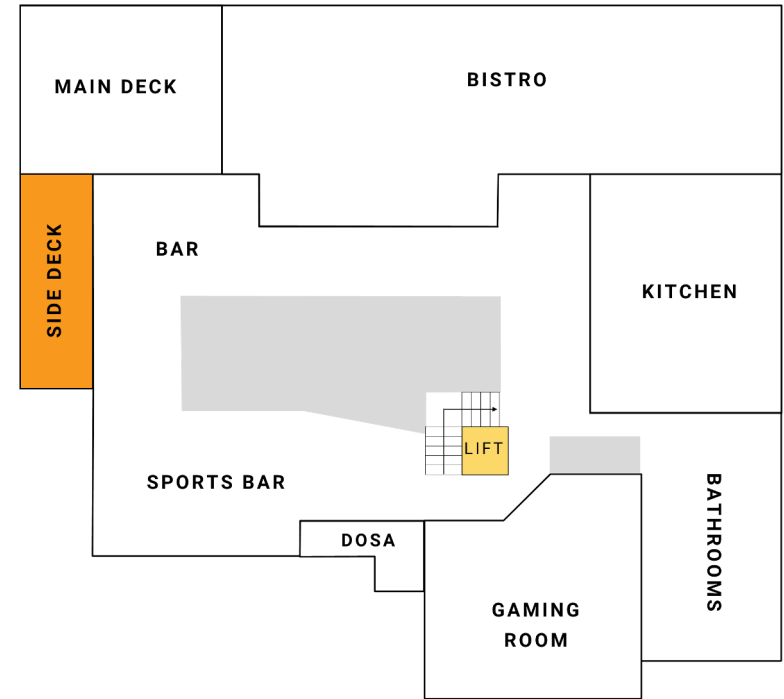 MAIN DECK
BISTRO
SIDE DECK
BAR
KITCHEN
LIFT
SPORTS BAR
DOSA
BATHROOMS
GAMING
ROOM